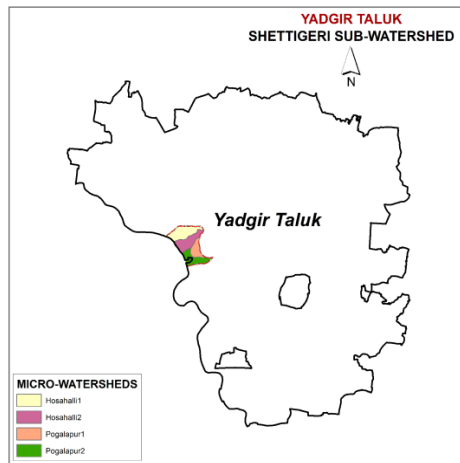 YADGIR TALUK
SHETTIGERI SUB-WATERSHED
N
Yadgir Taluk
MICRO-WATERSHEDS
Hosahalli1
Hosahalli2
Pogalapur1
Pogalapur2